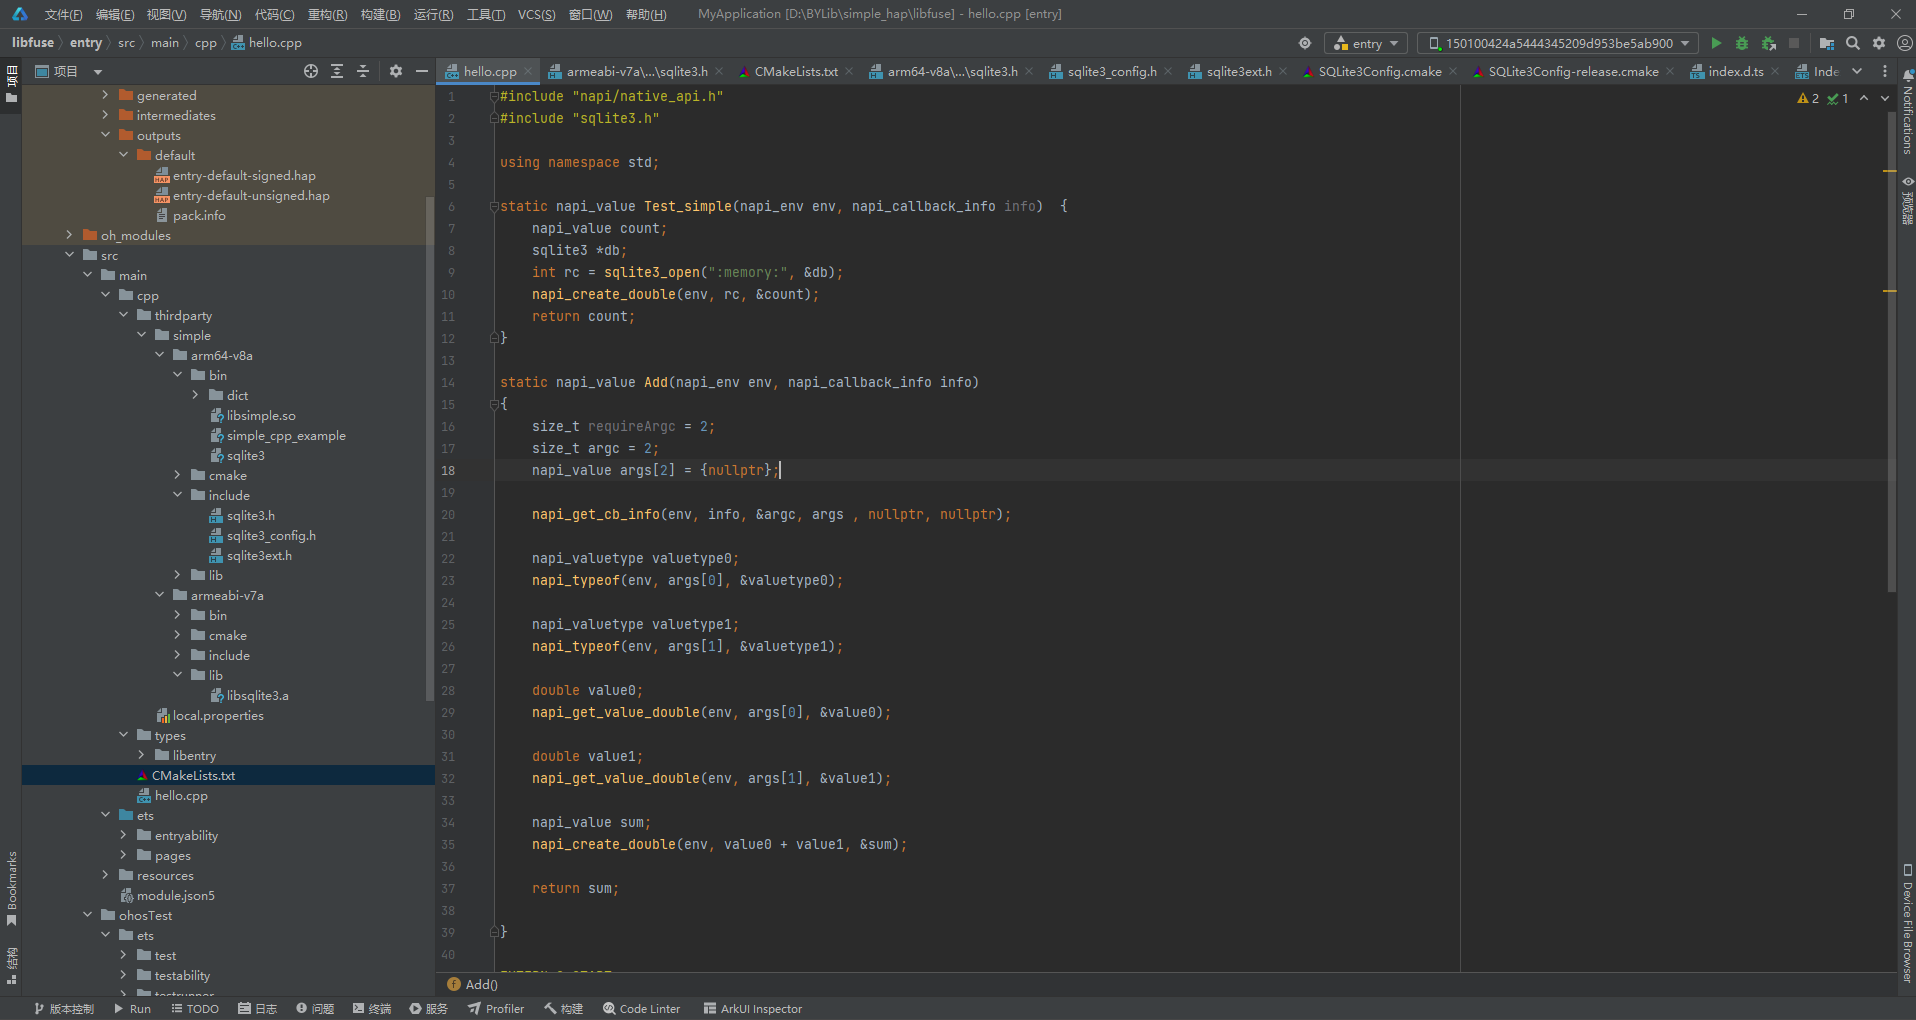 文件(F) 编辑(E) 视图(V) 导航(N) 代码(C) 重构(R) 构建(B) 运行(R) 工具(T) VCS(S) 窗口(W) 帮助(H) MyApplication [D:\BYLib\simple_hap\libfuse] - hello.cpp [entry]
libfuse entry src main cpp hello.cpp entry 150100424a5444345209d953be5ab900
项目
项目
hello.cpp armeabi-v7a\...\sqlite3.h CMakeLists.txt arm64-v8a\...\sqlite3.h sqlite3_config.h sqlite3ext.h SQLite3Config.cmake SQLite3Config-release.cmake index.d.ts Inde
generated
intermediates
outputs
default
entry-default-signed.hap
entry-default-unsigned.hap
pack.info
oh_modules
src
main
cpp
thirdparty
simple
arm64-v8a
bin
dict
libsimple.so
simple_cpp_example
sqlite3
cmake
include
sqlite3.h
sqlite3_config.h
sqlite3ext.h
lib
armeabi-v7a
bin
cmake
include
lib
libsqlite3.a
local.properties
types
libentry
CMakeLists.txt
hello.cpp
ets
entryability
pages
resources
module.json5
ohosTest
ets
test
testability
1 #include "napi/native_api.h"
2 #include "sqlite3.h"
3
4 using namespace std;
5
6 static napi_value Test_simple(napi_env env, napi_callback_info info) {
7 napi_value count;
8 sqlite3 *db;
9 int rc = sqlite3_open(":memory:", &db);
10 napi_create_double(env, rc, &count);
11 return count;
12 }
13
14 static napi_value Add(napi_env env, napi_callback_info info)
15 {
16 size_t requireArgc = 2;
17 size_t argc = 2;
18 napi_value args[2] = {nullptr};
19
20 napi_get_cb_info(env, info, &argc, args , nullptr, nullptr);
21
22 napi_valuetype valuetype0;
23 napi_typeof(env, args[0], &valuetype0);
24
25 napi_valuetype valuetype1;
26 napi_typeof(env, args[1], &valuetype1);
27
28 double value0;
29 napi_get_value_double(env, args[0], &value0);
30
31 double value1;
32 napi_get_value_double(env, args[1], &value1);
33
34 napi_value sum;
35 napi_create_double(env, value0 + value1, &sum);
36
37 return sum;
38
39 }
40
2 1
Notifications
预览器
Device File Browser
Bookmarks
结构
f Add()
版本控制 Run TODO 日志 问题 终端 服务 Profiler 构建 Code Linter ArkUI Inspector